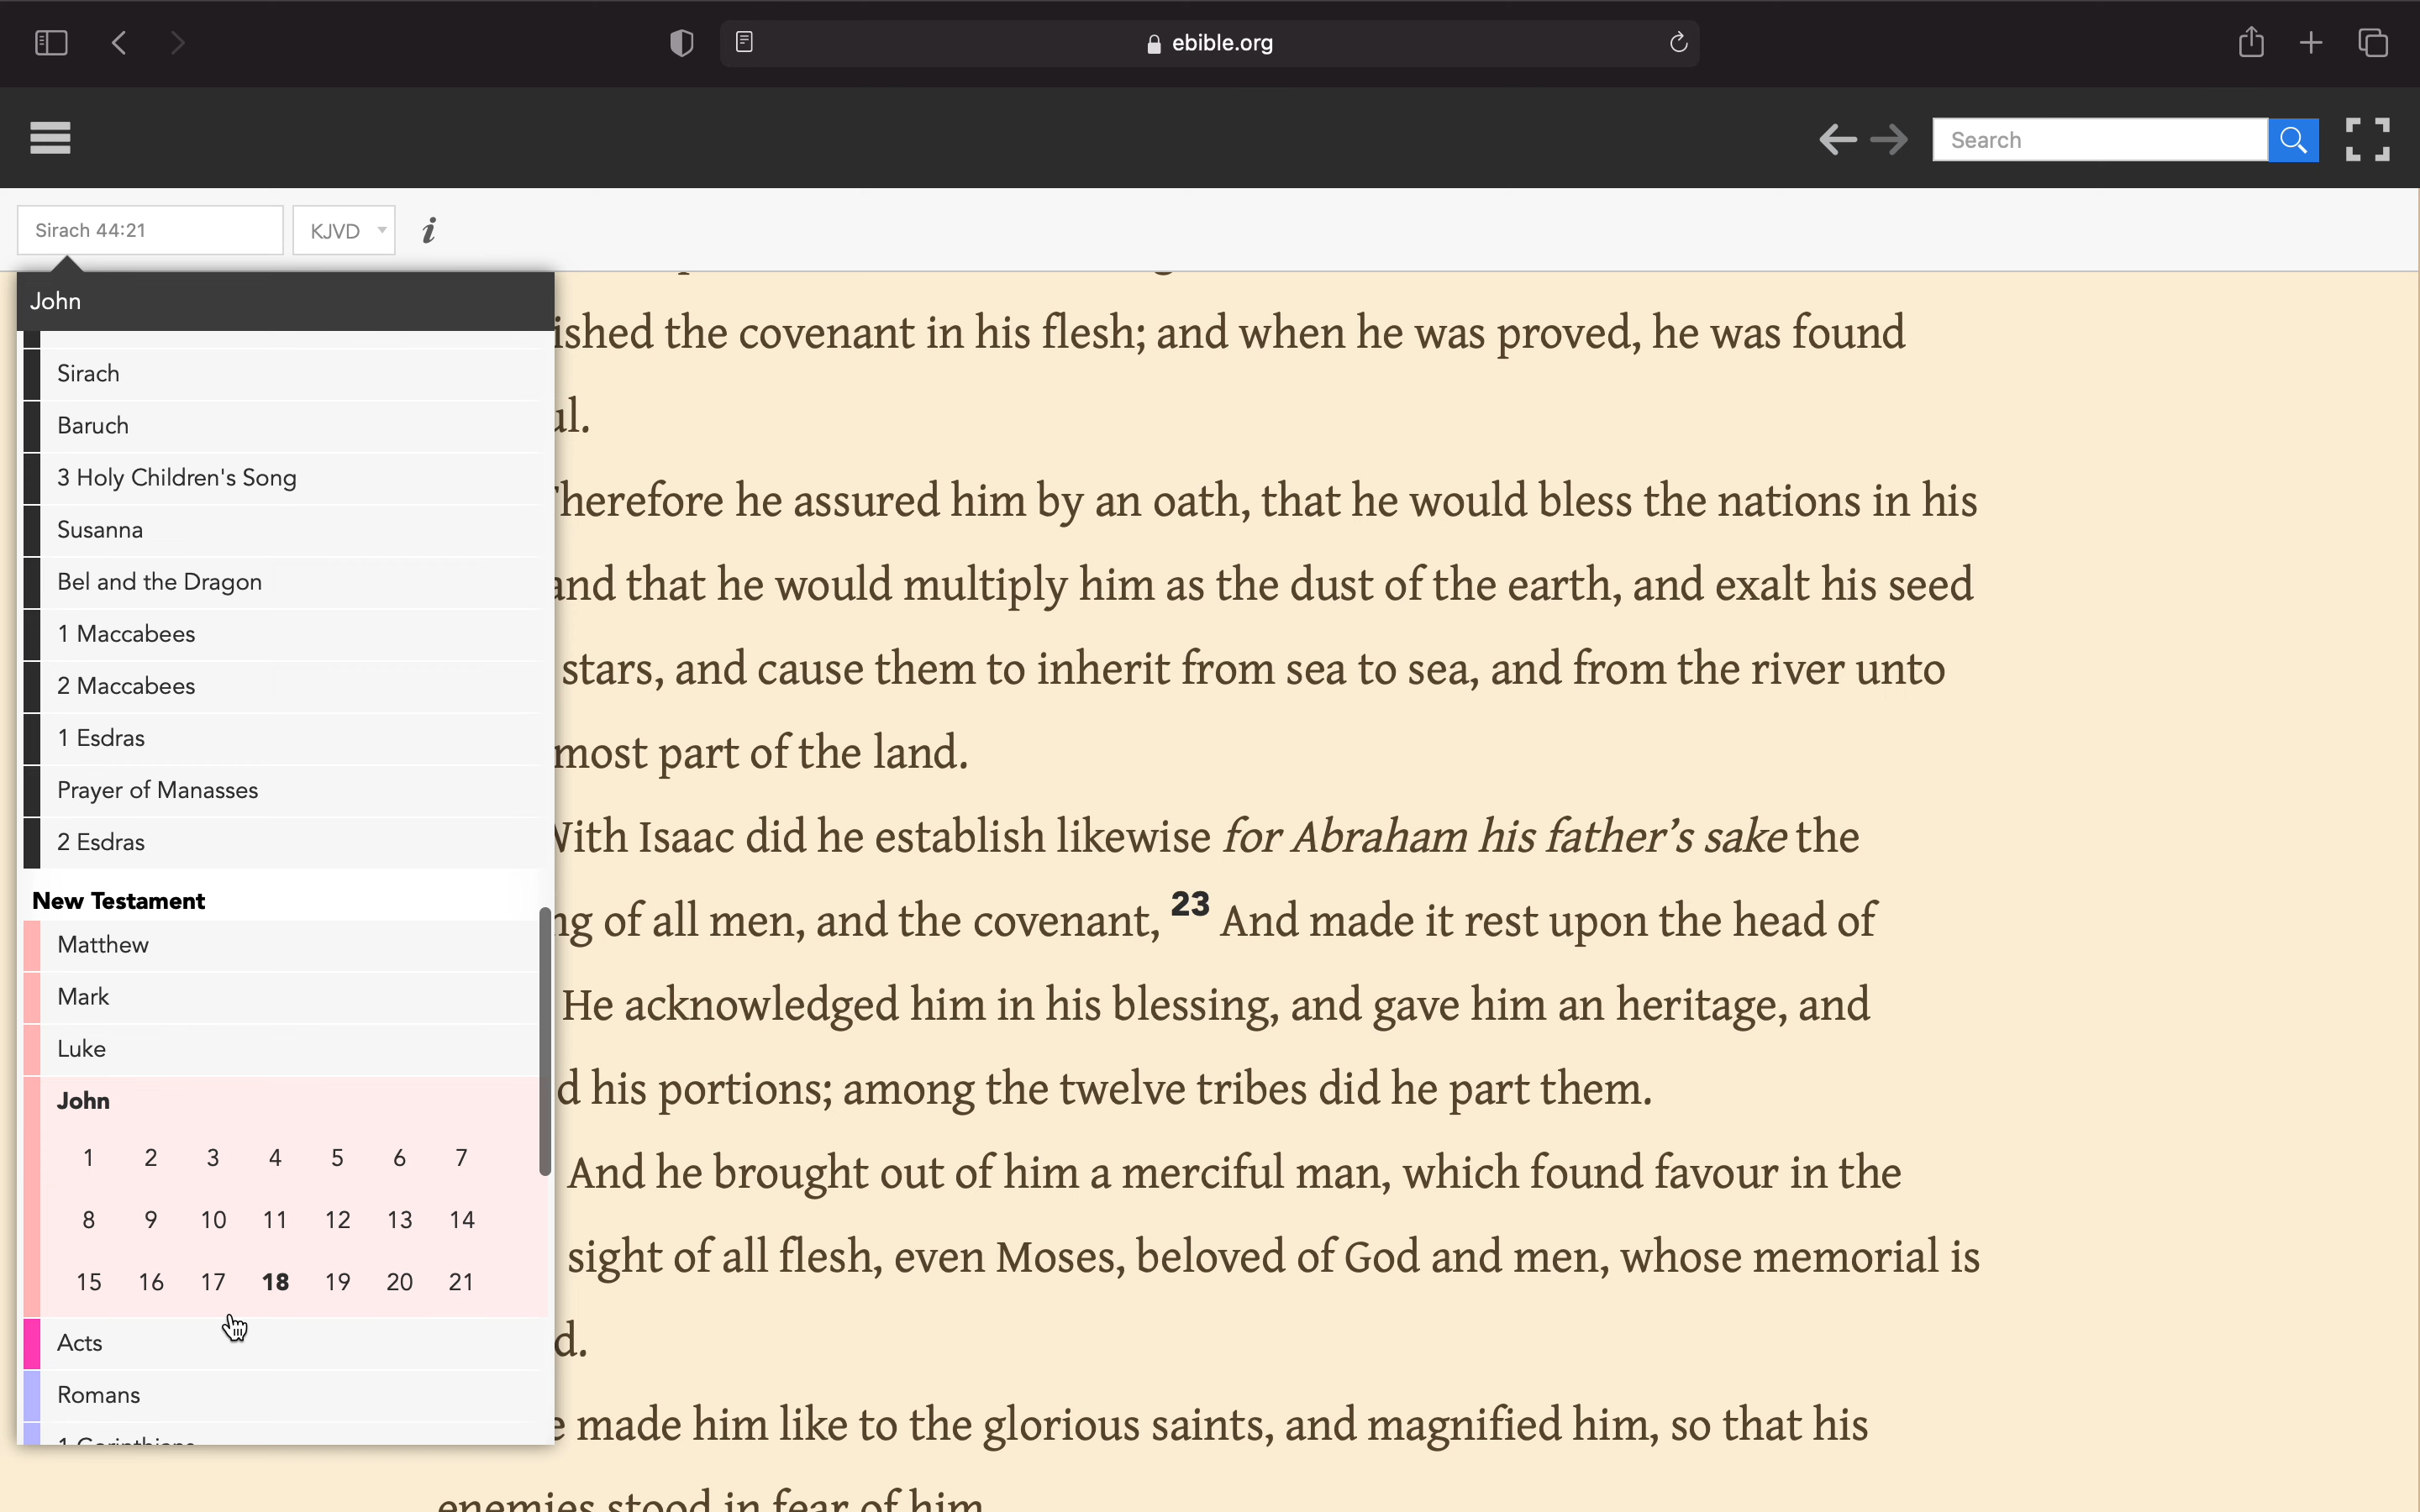 ebible.org
Search
Sirach 44:21
KJVD
i
John
Sirach
Baruch
3 Holy Children's Song
Susanna
Bel and the Dragon
1 Maccabees
2 Maccabees
1 Esdras
Prayer of Manasses
2 Esdras
New Testament
Matthew
Mark
Luke
John
1 2 3 4 5 6 7
8 9 10 11 12 13 14
15 16 17 18 19 20 21
Acts
Romans
1 Corinthians
ished the covenant in his flesh; and when he was proved, he was found
ul.
herefore he assured him by an oath, that he would bless the nations in his
and that he would multiply him as the dust of the earth, and exalt his seed
stars, and cause them to inherit from sea to sea, and from the river unto
most part of the land.
With Isaac did he establish likewise for Abraham his father’s sake the
ng of all men, and the covenant, 23 And made it rest upon the head of
He acknowledged him in his blessing, and gave him an heritage, and
d his portions; among the twelve tribes did he part them.
And he brought out of him a merciful man, which found favour in the
sight of all flesh, even Moses, beloved of God and men, whose memorial is
d.
e made him like to the glorious saints, and magnified him, so that his
enemies stood in fear of him